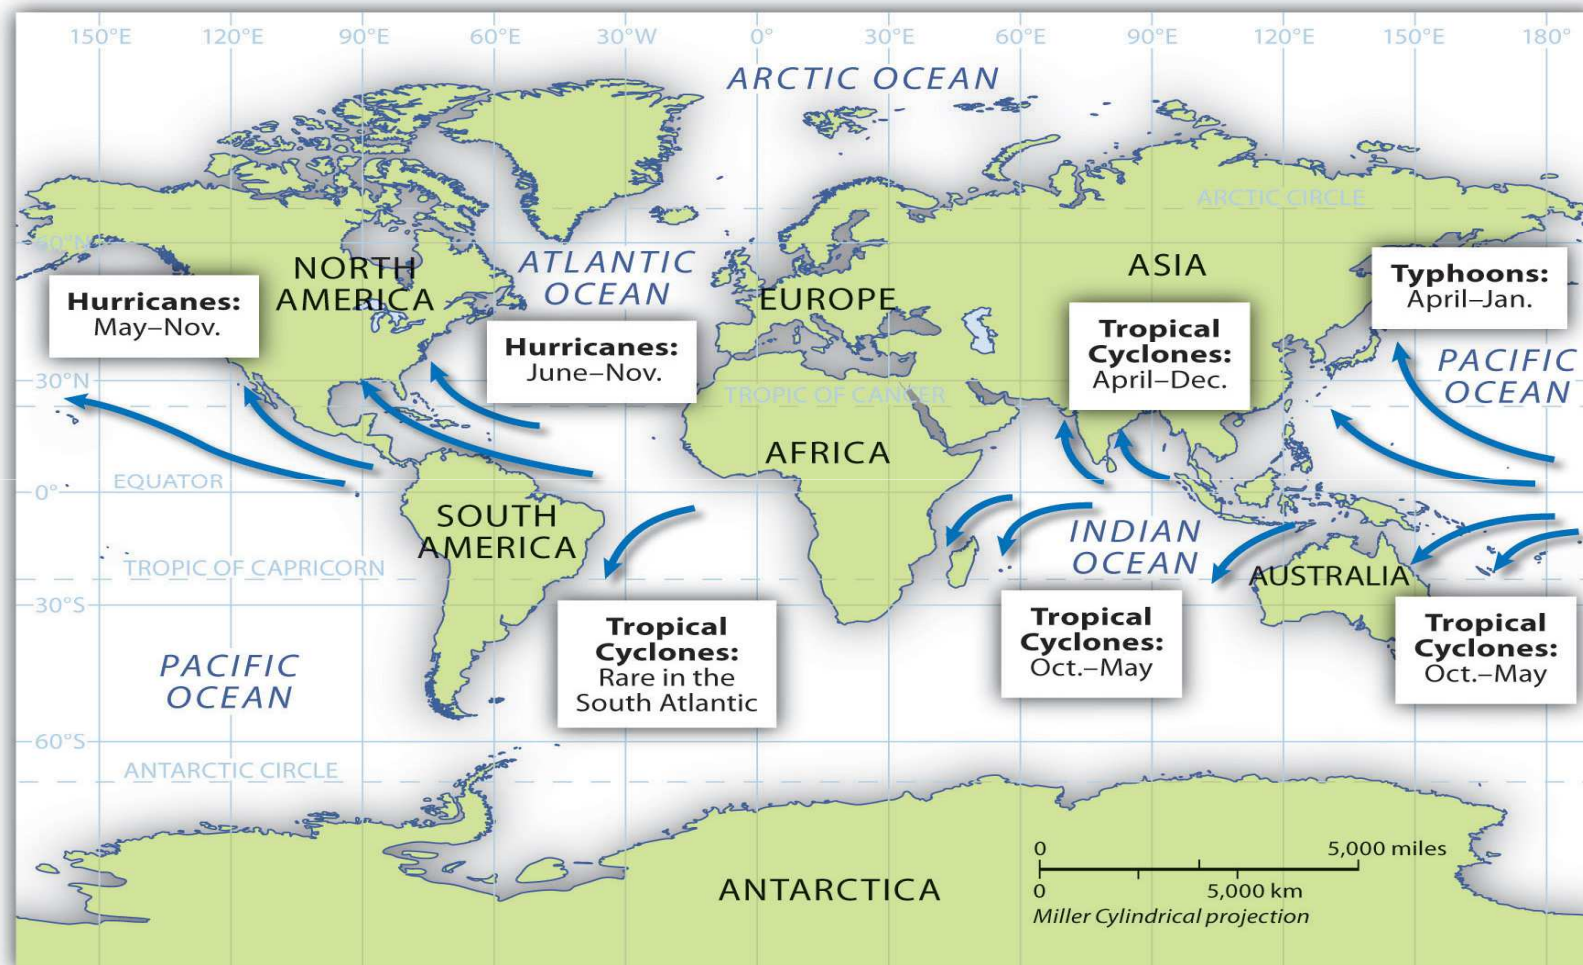 150°E 120°E 90°E 60°E 30°W 0° 30°E 60°E 90°E 120°E 150°E 180°
ARCTIC OCEAN
ARCTIC CIRCLE
60°N
NORTH
AMERICA
ATLANTIC
OCEAN
EUROPE
ASIA
Typhoons:
April–Jan.
Hurricanes:
May–Nov.
Hurricanes:
June–Nov.
Tropical
Cyclones:
April–Dec.
PACIFIC
OCEAN
30°N
TROPIC OF CANCER
AFRICA
EQUATOR
0°
SOUTH
AMERICA
INDIAN
OCEAN
TROPIC OF CAPRICORN
AUSTRALIA
30°S
Tropical
Cyclones:
Rare in the
South Atlantic
Tropical
Cyclones:
Oct.–May
Tropical
Cyclones:
Oct.–May
PACIFIC
OCEAN
60°S
ANTARCTIC CIRCLE
ANTARCTICA
0 5,000 miles
0 5,000 km
Miller Cylindrical projection